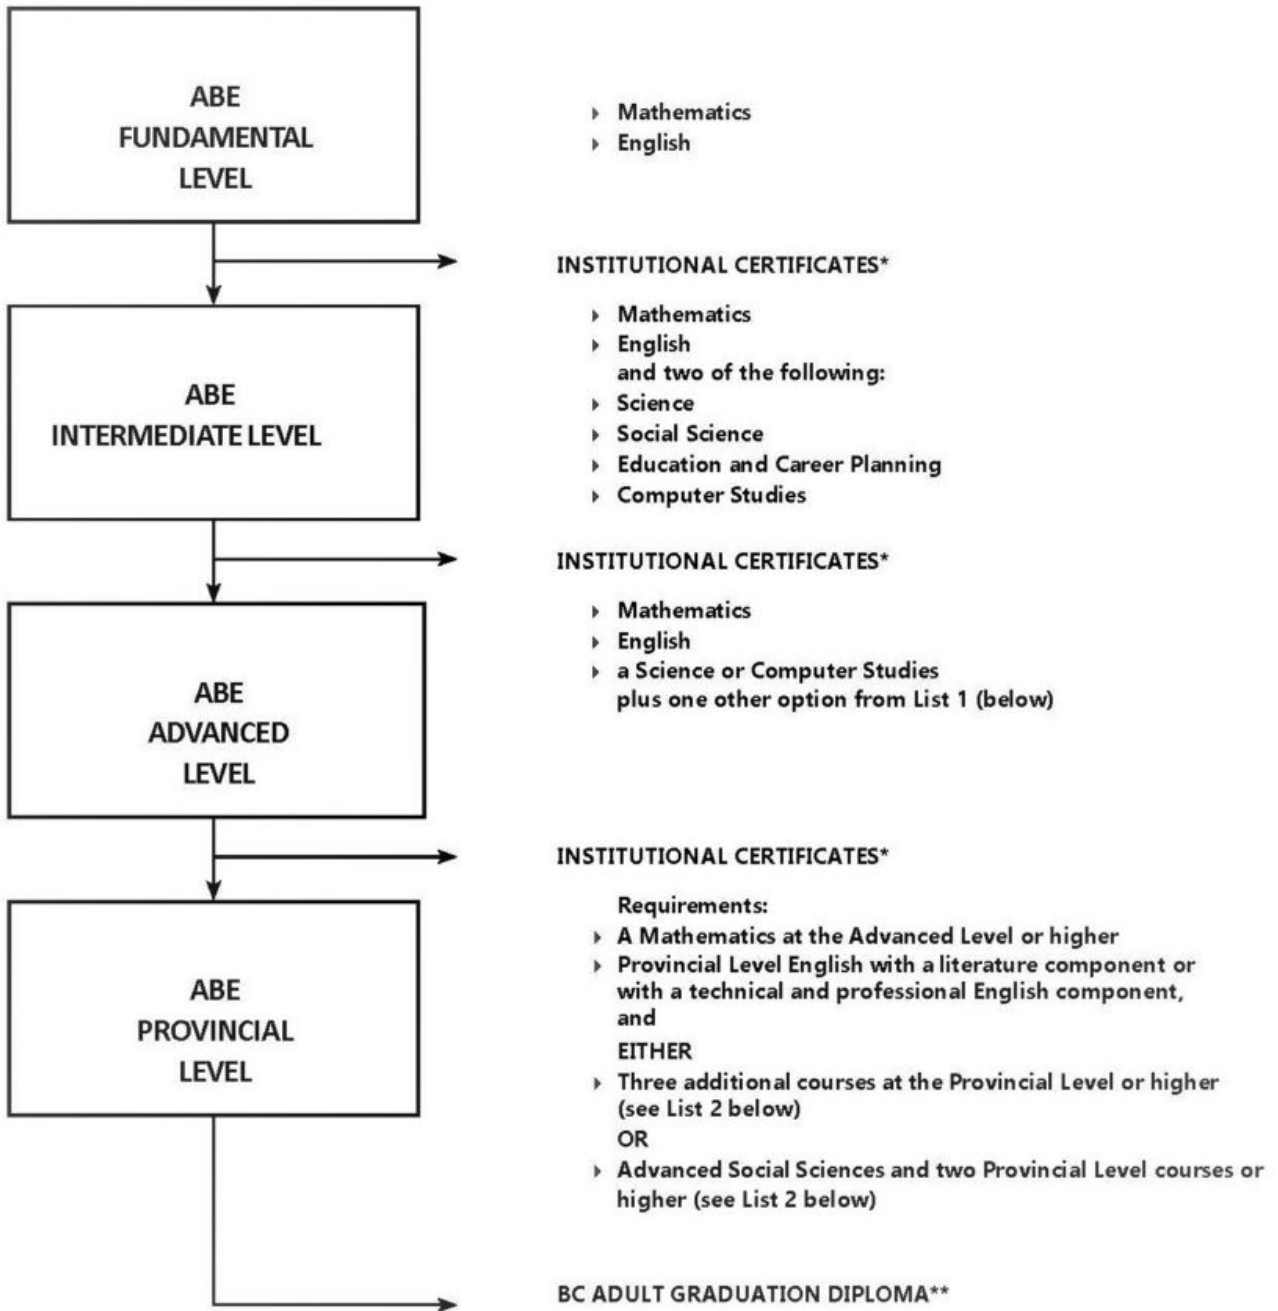 ABE
FUNDAMENTAL
LEVEL
Mathematics
English
INSTITUTIONAL CERTIFICATES*
ABE
INTERMEDIATE LEVEL
Mathematics
English
and two of the following:
Science
Social Science
Education and Career Planning
Computer Studies
INSTITUTIONAL CERTIFICATES*
ABE
ADVANCED
LEVEL
Mathematics
English
a Science or Computer Studies
plus one other option from List 1 (below)
INSTITUTIONAL CERTIFICATES*
ABE
PROVINCIAL
LEVEL
Requirements:
A Mathematics at the Advanced Level or higher
Provincial Level English with a literature component or
with a technical and professional English component,
and
EITHER
Three additional courses at the Provincial Level or higher
(see List 2 below)
OR
Advanced Social Sciences and two Provincial Level courses or
higher (see List 2 below)
BC ADULT GRADUATION DIPLOMA**